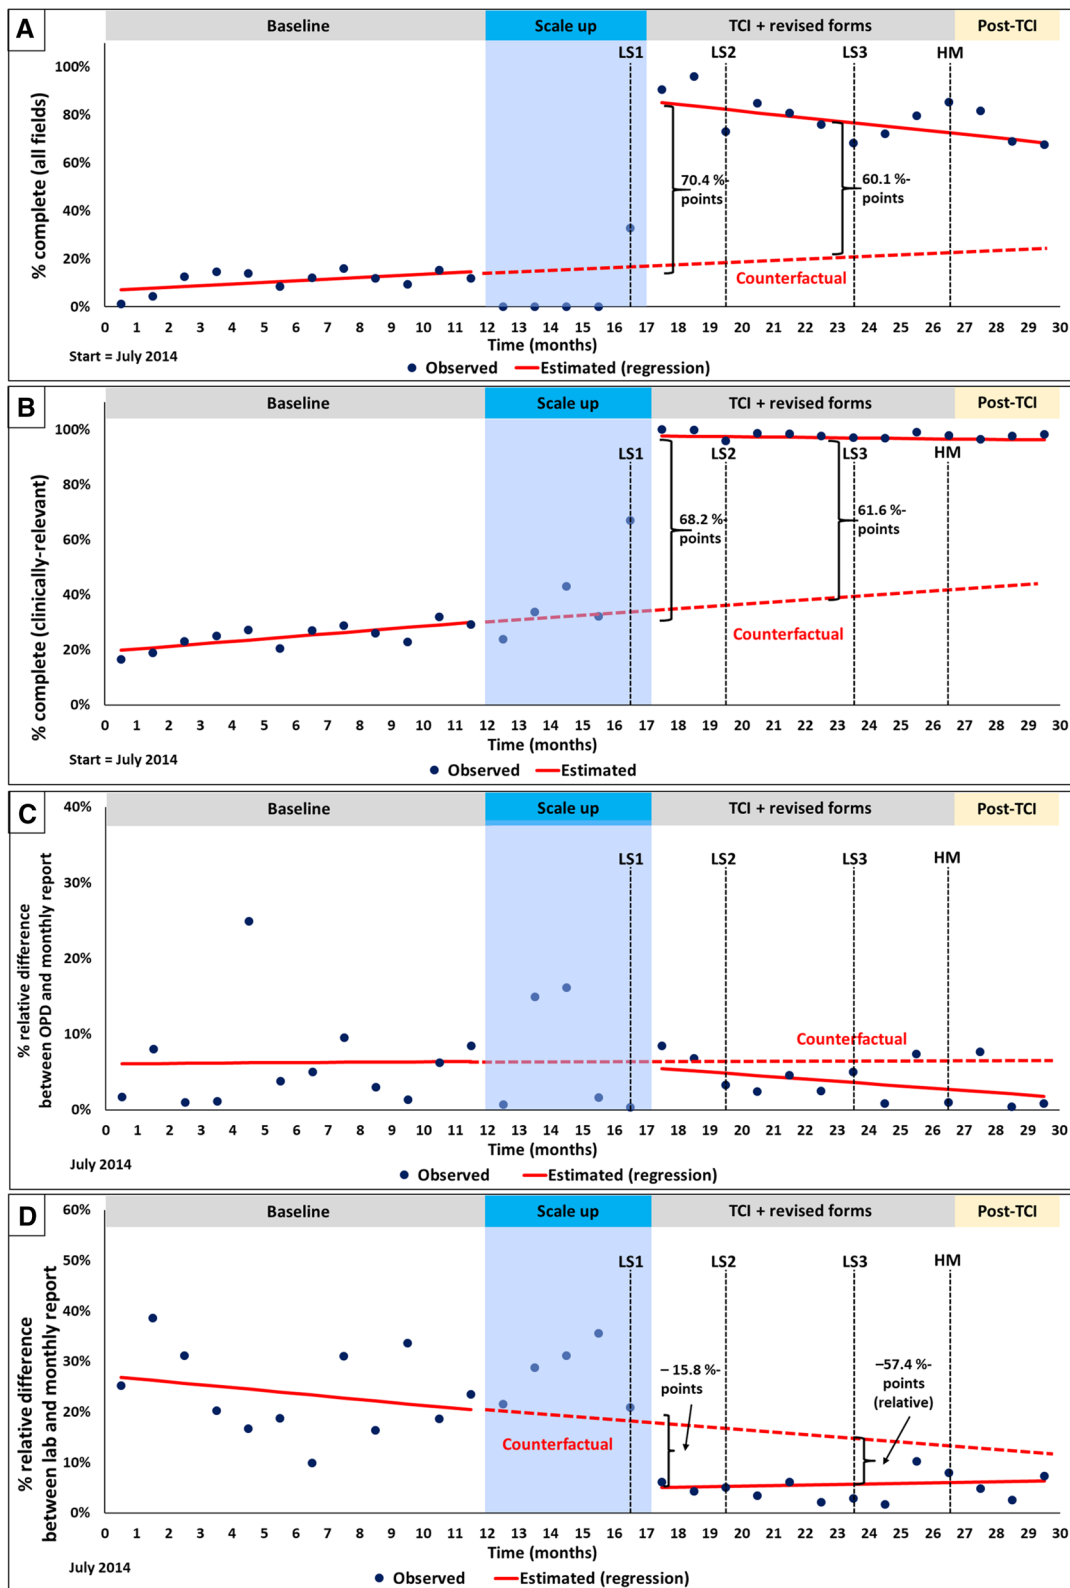 A
Baseline Scale up TCI + revised forms Post-TCI
LS1 LS2 LS3 HM
% complete (all fields)
100%
80%
60%
40%
20%
0%
70.4 %-
points
60.1 %-
points
Counterfactual
0 1 2 3 4 5 6 7 8 9 10 11 12 13 14 15 16 17 18 19 20 21 22 23 24 25 26 27 28 29 30
Time (months)
Start = July 2014
Observed Estimated (regression)
B
Baseline Scale up TCI + revised forms Post-TCI
% complete (clinically-relevant)
100%
80%
60%
40%
20%
0%
LS1 LS2 LS3 HM
68.2 %-
points
61.6 %-
points
Counterfactual
0 1 2 3 4 5 6 7 8 9 10 11 12 13 14 15 16 17 18 19 20 21 22 23 24 25 26 27 28 29 30
Time (months)
Start = July 2014
Observed Estimated
C
Baseline Scale up TCI + revised forms Post-TCI
% relative difference
between OPD and monthly report
40%
30%
20%
10%
0%
LS1 LS2 LS3 HM
Counterfactual
0 1 2 3 4 5 6 7 8 9 10 11 12 13 14 15 16 17 18 19 20 21 22 23 24 25 26 27 28 29 30
Time (months)
July 2014
Observed Estimated (regression)
D
Baseline Scale up TCI + revised forms Post-TCI
% relative difference
between lab and monthly report
60%
50%
40%
30%
20%
10%
0%
LS1 LS2 LS3 HM
– 15.8 %-
points
–57.4 %-
points
(relative)
Counterfactual
0 1 2 3 4 5 6 7 8 9 10 11 12 13 14 15 16 17 18 19 20 21 22 23 24 25 26 27 28 29 30
Time (months)
July 2014
Observed Estimated (regression)